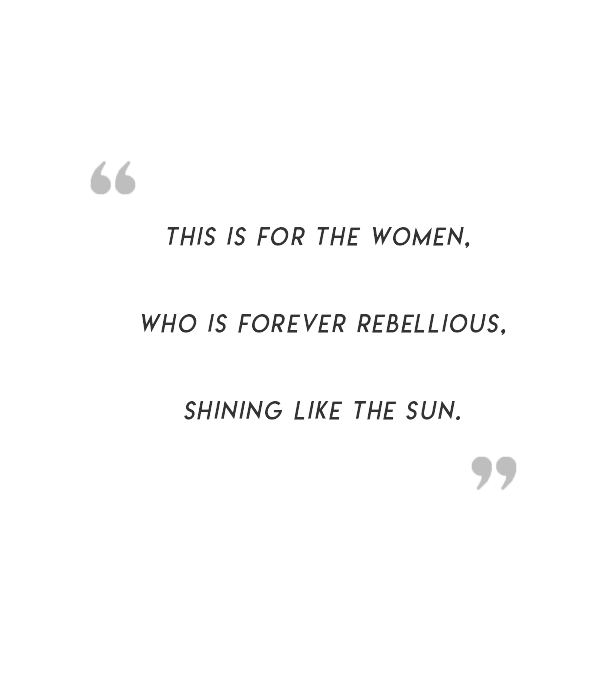 “
THIS IS FOR THE WOMEN,
WHO IS FOREVER REBELLIOUS,
SHINING LIKE THE SUN.
”